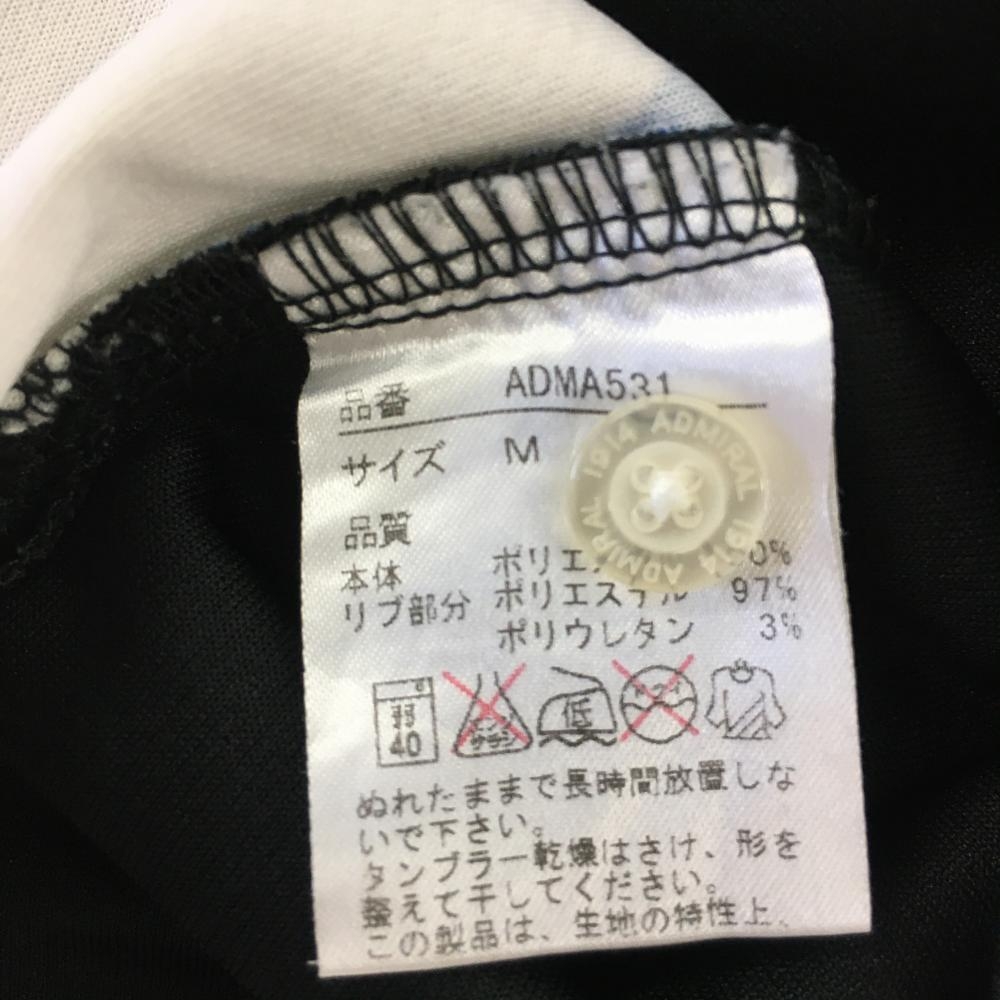 品番 ADMA531
サイズ M
品質
本体 ポリエ 0%
リブ部分 ポリエステル 97%
ポリウレタン 3%
弱 40
低
ぬれたままで長時間放置しな
いで下さい。
タンブラー乾燥はさけ、形を
整えて干してください。
この製品は、生地の特性上、
1914 ADMIRAL 1914 ADMIRAL